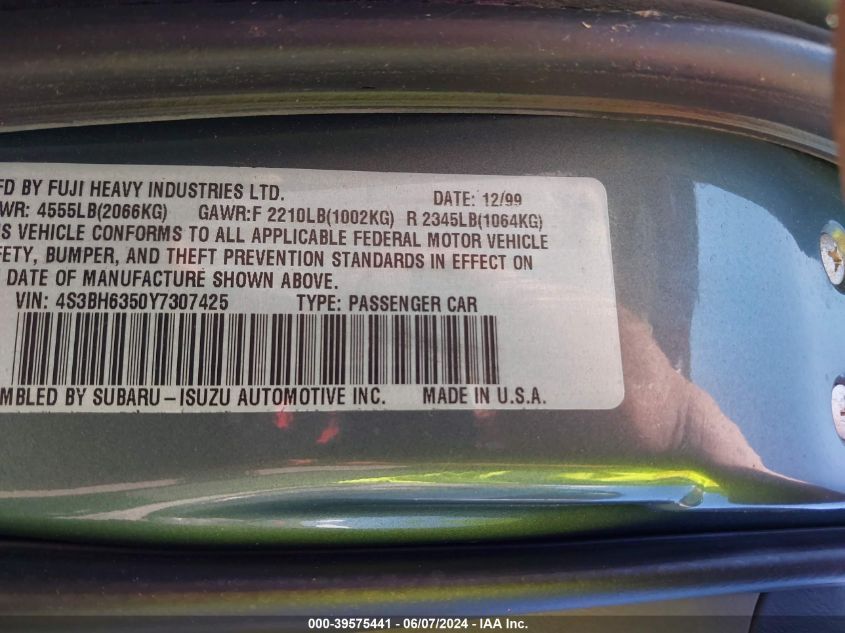 FD BY FUJI HEAVY INDUSTRIES LTD. DATE: 12/99
WR: 4555LB(2066KG) GAWR:F 2210LB(1002KG) R 2345LB(1064KG)
S VEHICLE CONFORMS TO ALL APPLICABLE FEDERAL MOTOR VEHICLE
FETY, BUMPER, AND THEFT PREVENTION STANDARDS IN EFFECT ON
DATE OF MANUFACTURE SHOWN ABOVE.
VIN: 4S3BH6350Y7307425 TYPE: PASSENGER CAR
MBLED BY SUBARU-ISUZU AUTOMOTIVE INC. MADE IN U.S.A.
000-39575441 - 06/07/2024 - IAA Inc.